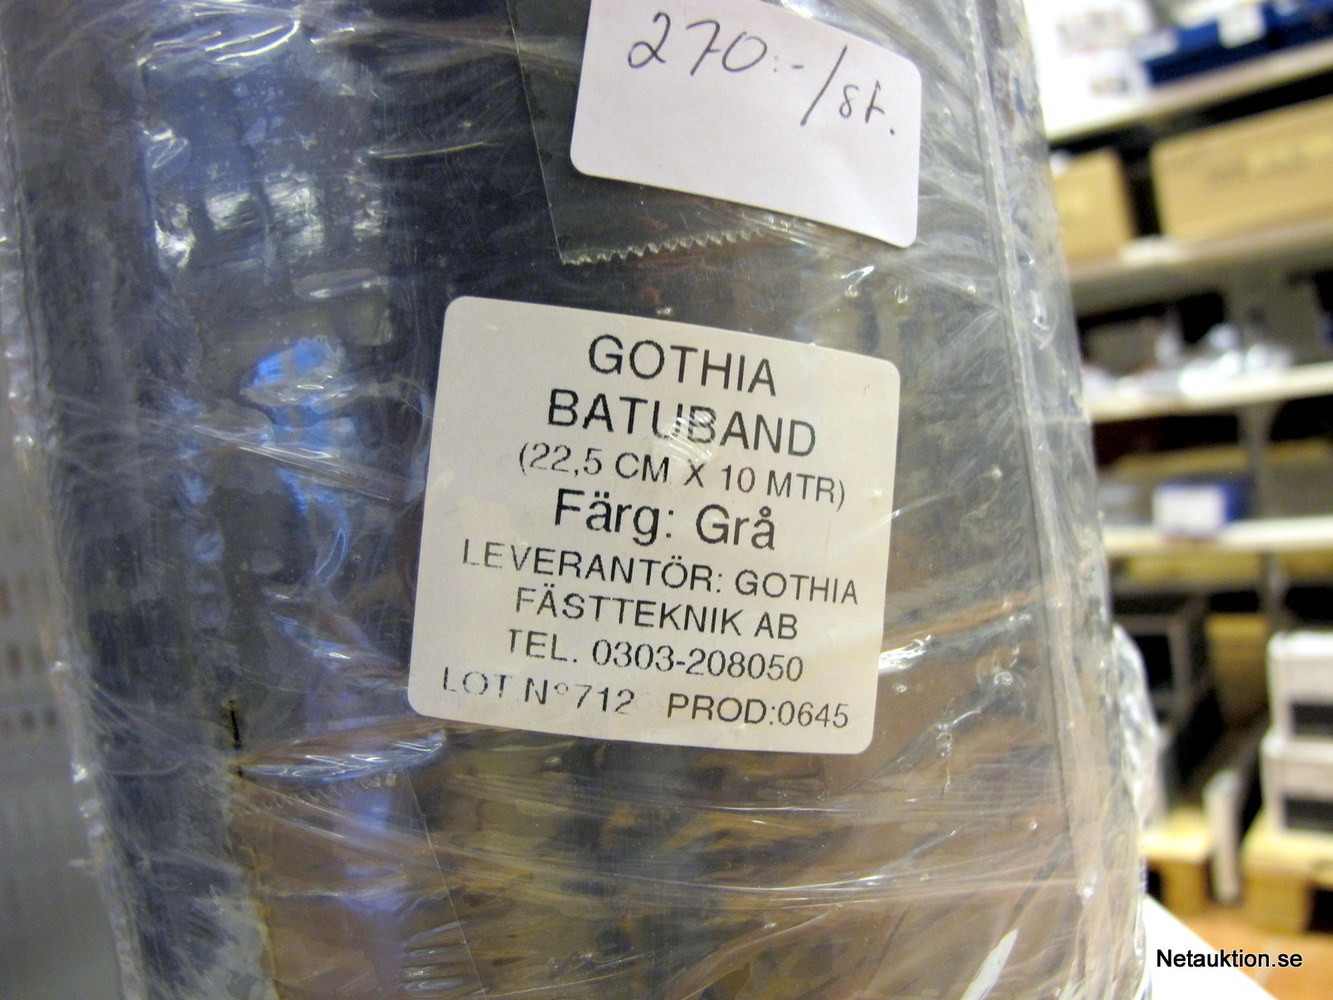 270:-/st.
GOTHIA
BATUBAND
(22,5 CM X 10 MTR)
Färg: Grå
LEVERANTÖR: GOTHIA
FÄSTTEKNIK AB
TEL. 0303-208050
LOT N°712 PROD:0645
Netauktion.se